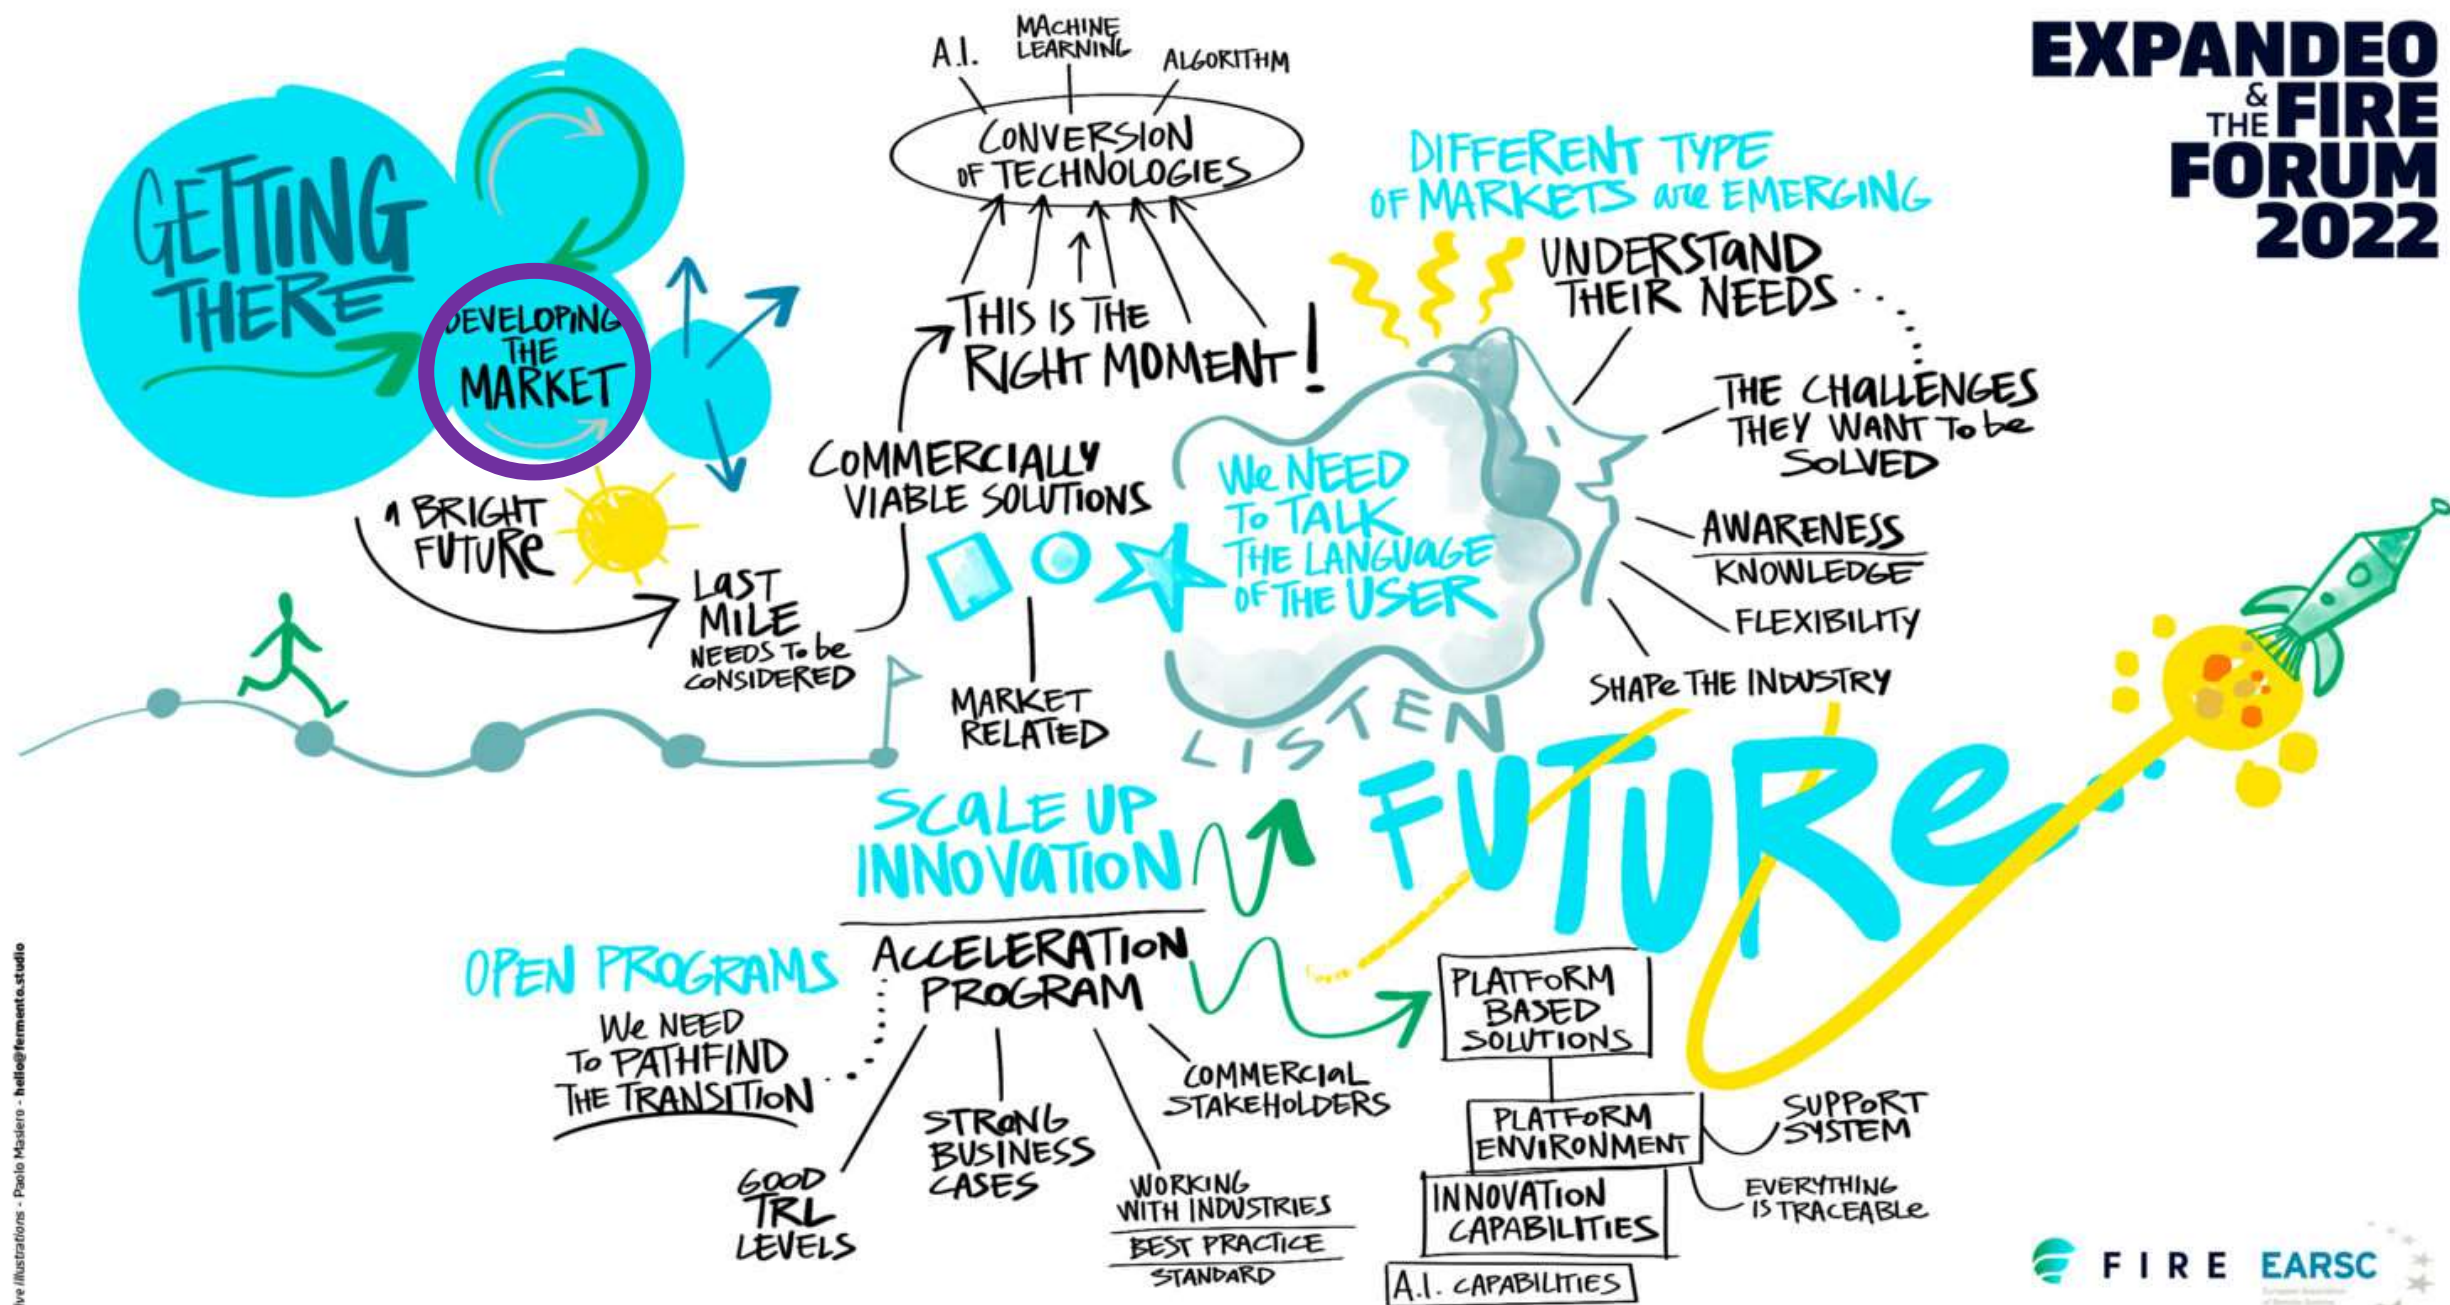 EXPANDEO
& THE FIRE
FORUM
2022
GETTING
THERE
DEVELOPING
THE
MARKET
A BRIGHT
FUTURE
LAST
MILE
NEEDS To be
CONSIDERED
COMMERCIALLY
VIABLE SOLUTIONS
MARKET
RELATED
THIS IS THE
RIGHT MOMENT!
CONVERSION
OF TECHNOLOGIES
A.I.
MACHINE
LEARNING
ALGORITHM
DIFFERENT TYPE
OF MARKETS are EMERGING
UNDERSTAND
THEIR NEEDS
THE CHALLENGES
THEY WANT To be
SOLVED
AWARENESS
KNOWLEDGE
FLEXIBILITY
SHAPE THE INDUSTRY
We NEED
To TALK
THE LANGUAGE
OF THE USER
LISTEN
FUTURE
SCALE UP
INNOVATION
OPEN PROGRAMS
We NEED
To PATHFIND
THE TRANSITION
ACCELERATION
PROGRAM
GOOD
TRL
LEVELS
STRONG
BUSINESS
CASES
WORKING
WITH INDUSTRIES
BEST PRACTICE
STANDARD
COMMERCIAL
STAKEHOLDERS
PLATFORM
BASED
SOLUTIONS
PLATFORM
ENVIRONMENT
SUPPORT
SYSTEM
EVERYTHING
IS TRACEABLE
INNOVATION
CAPABILITIES
A.I. CAPABILITIES
illustrations - Paolo Masiero - hello@fermento.studio
FIRE
EARSC